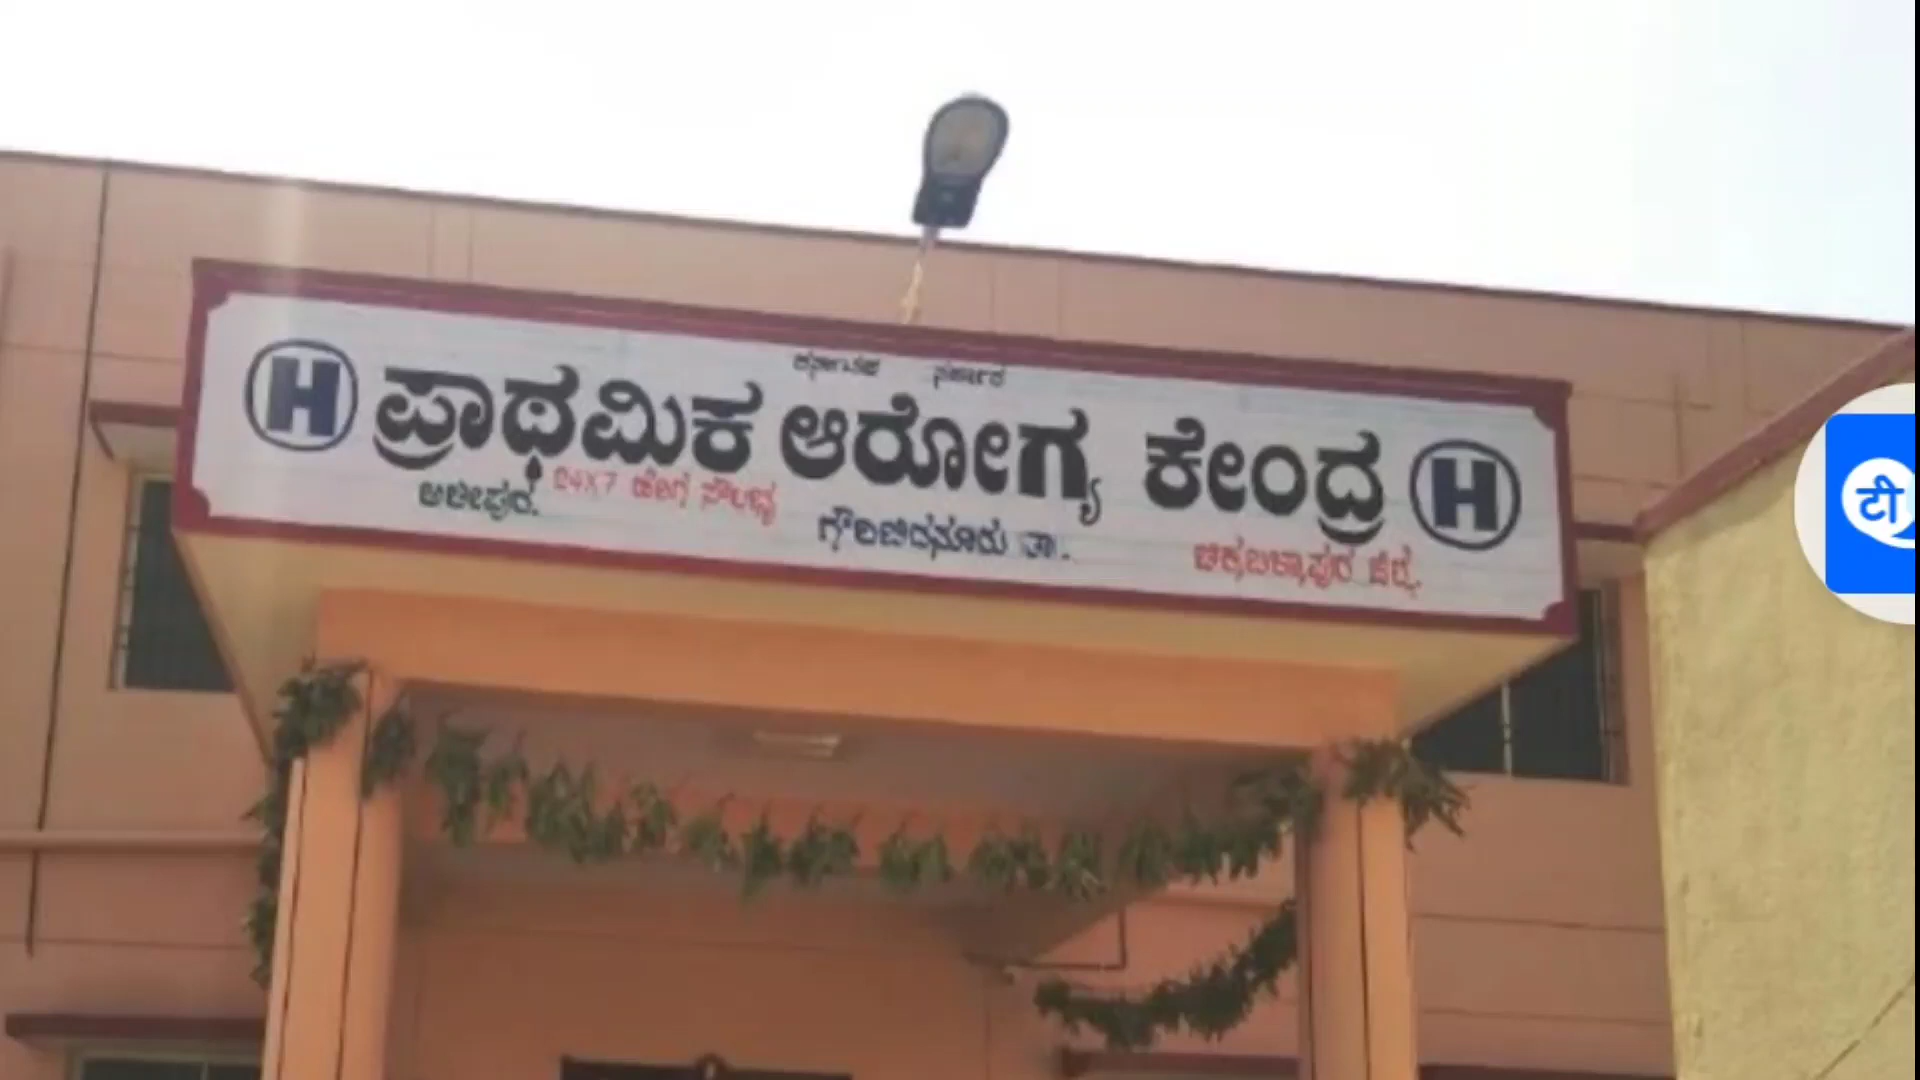 ಕರ್ನಾಟಕ ಸರ್ಕಾರ
H ಪ್ರಾಥಮಿಕ ಆರೋಗ್ಯ ಕೇಂದ್ರ H
ಅಲೀಪುರ. 24X7 ಹೆರಿಗೆ ಸೌಲಭ್ಯ ಗೌರಿಬಿದನೂರು ತಾ. ಚಿಕ್ಕಬಳ್ಳಾಪುರ ಜಿಲ್ಲೆ.
टी